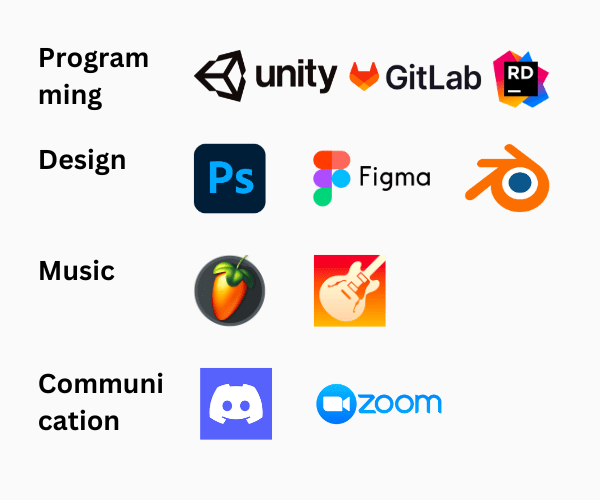 Program
ming
unity
GitLab
RD
Design
Ps
Figma
Music
Communi
cation
zoom